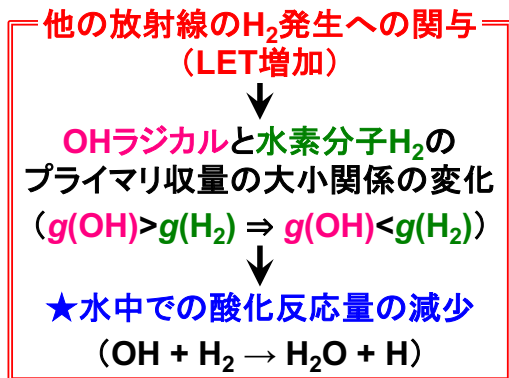 他の放射線のH₂発生への関与
（LET増加）
↓
OHラジカルと水素分子H₂の
プライマリ収量の大小関係の変化
（g(OH)>g(H₂) ⇒ g(OH)<g(H₂)）
↓
★水中での酸化反応量の減少
（OH + H₂ → H₂O + H）